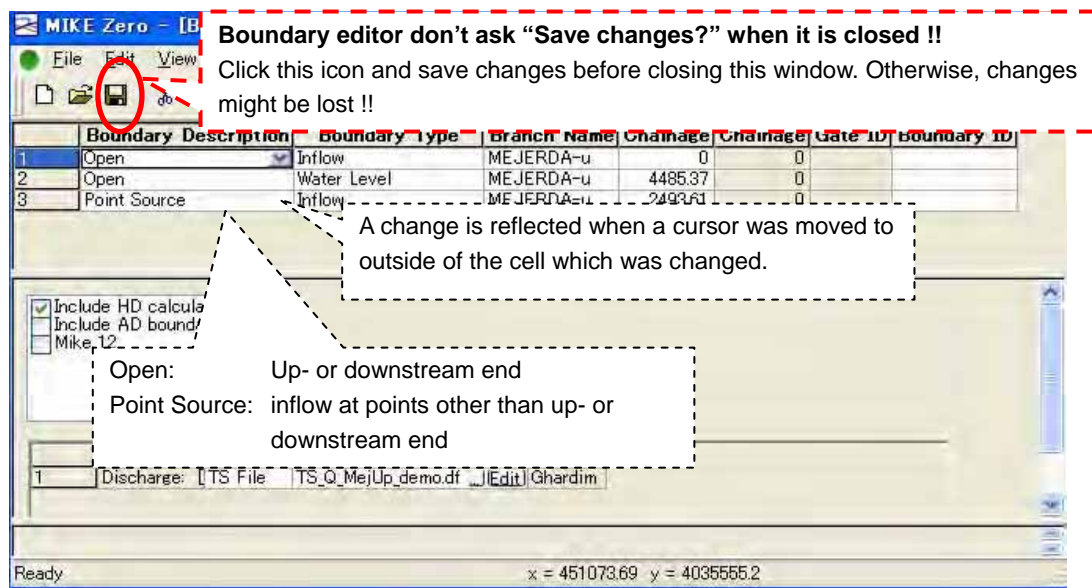 MIKE Zero - [B
Boundary editor don't ask “Save changes?” when it is closed !!
Click this icon and save changes before closing this window. Otherwise, changes
might be lost !!
File Edit View
Boundary Description Boundary Type Branch Name Chainage Chainage Gate ID Boundary ID
1 Open Inflow MEJERDA-u 0 0
2 Open Water Level MEJERDA-u 4485.37 0
3 Point Source Inflow MEJERDA-u 2493.61 0
A change is reflected when a cursor was moved to
outside of the cell which was changed.
Include HD calcula
Include AD bound
Mike 12
Open: Up- or downstream end
Point Source: inflow at points other than up- or
downstream end
1 Discharge: [ TS File TS_Q_MejUp_demo.df ... Edit Ghardim
Ready x = 451073.69 y = 4035555.2